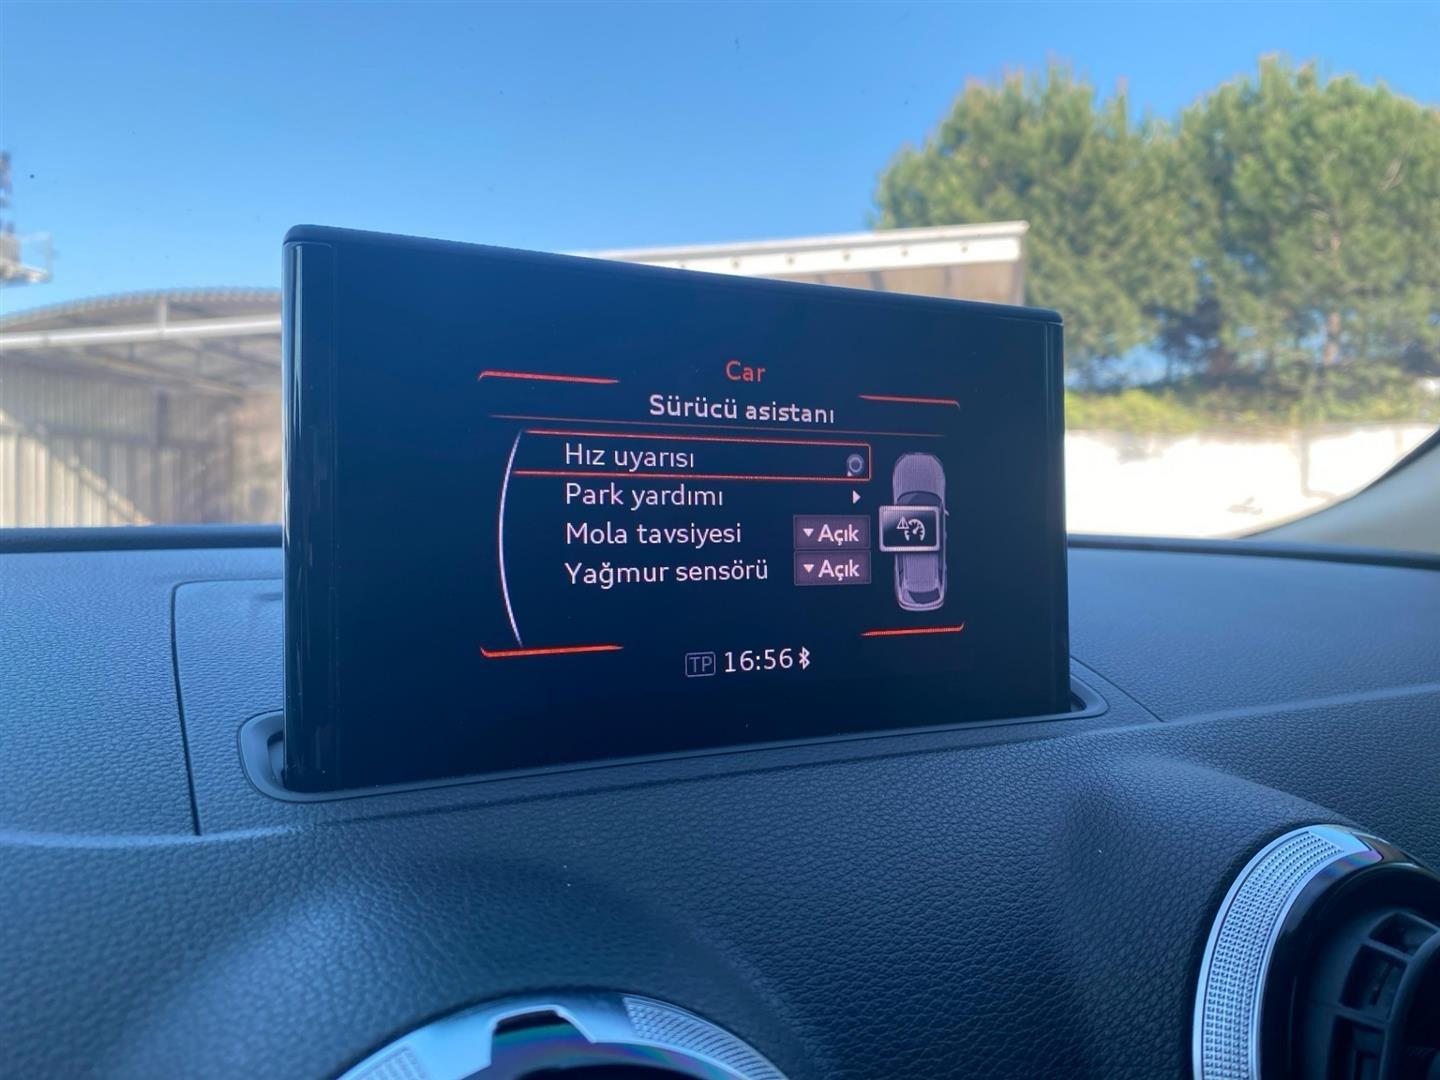 Car
Sürücü asistanı
Hız uyarısı
Park yardımı
Mola tavsiyesi Açık
Yağmur sensörü Açık
TP 16:56